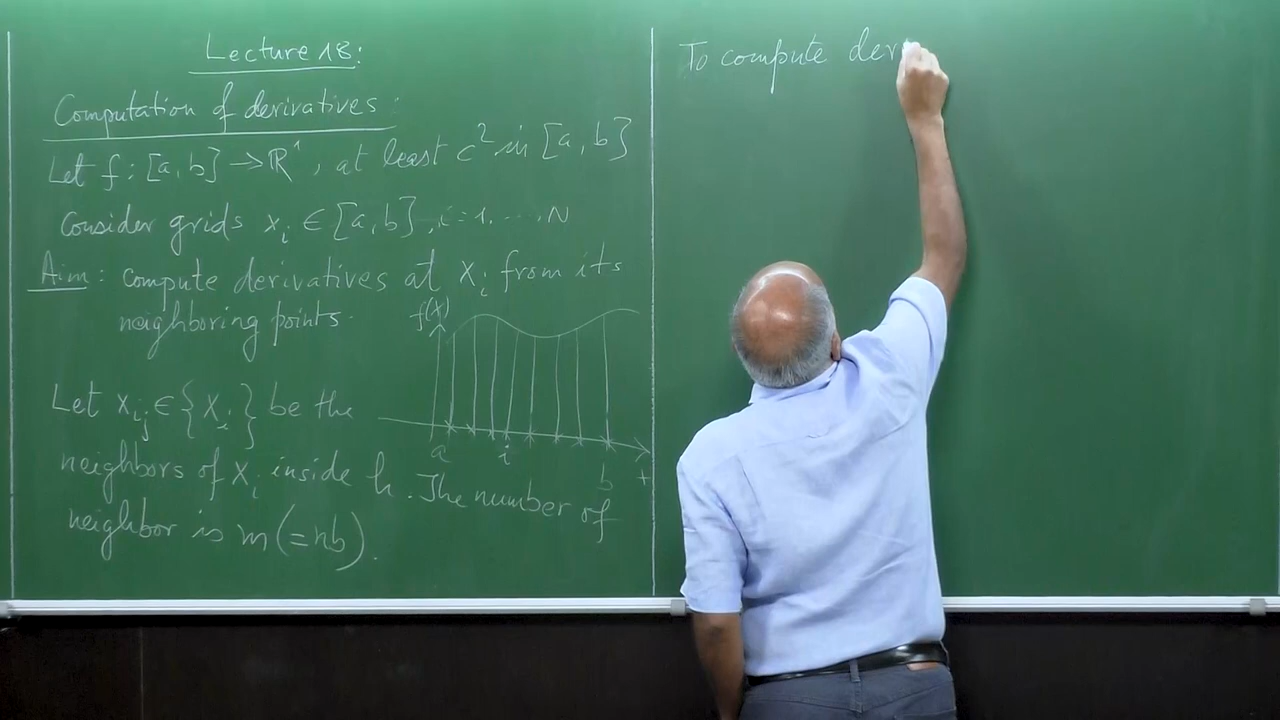 Lecture 18:
Computation of derivatives:
Let f: [a, b] → ℝ¹, at least c² in [a, b]
Consider grids xᵢ ∈ [a, b], i = 1, ..., N
Aim: compute derivatives at xᵢ from its
neighboring points.
f(x)
Let xᵢⱼ ∈ {xᵢ} be the
a i b
neighbors of xᵢ inside h. The number of
neighbor is m (= nb).
To compute der